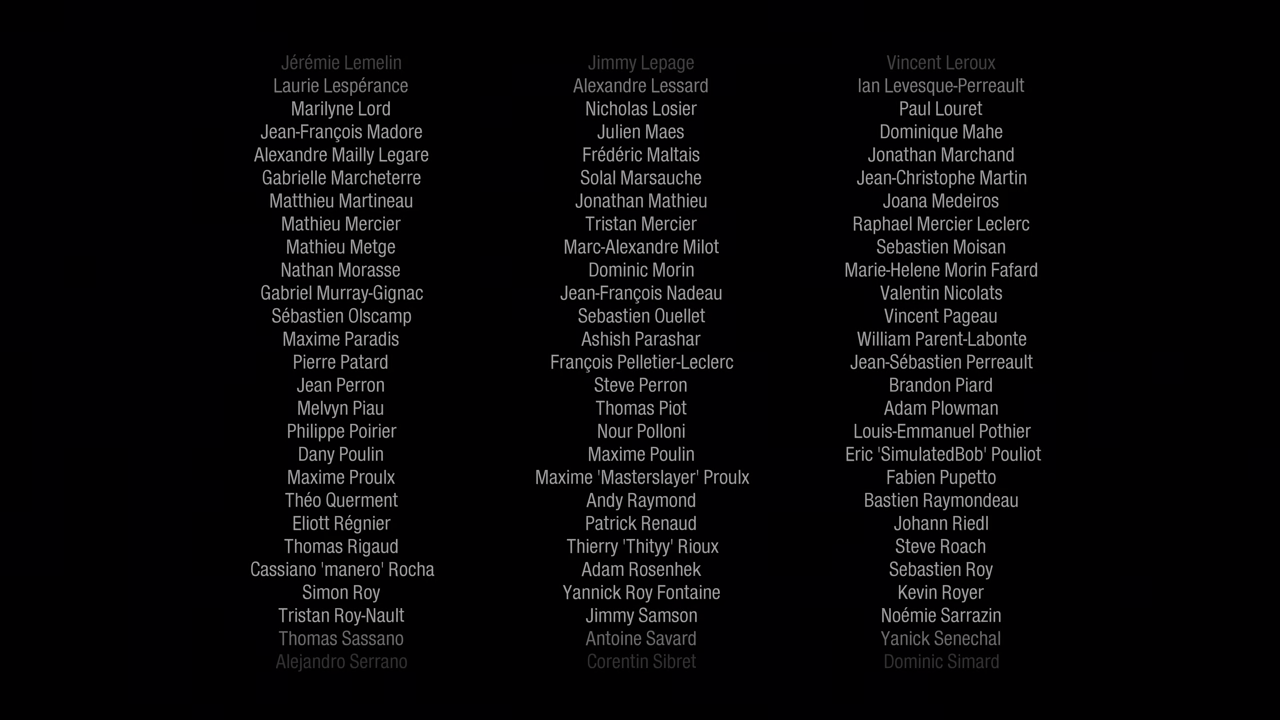 Jérémie Lemelin Jimmy Lepage Vincent Leroux
Laurie Lespérance Alexandre Lessard Ian Levesque-Perreault
Marilyne Lord Nicholas Losier Paul Louret
Jean-François Madore Julien Maes Dominique Mahe
Alexandre Mailly Legare Frédéric Maltais Jonathan Marchand
Gabrielle Marcheterre Solal Marsauche Jean-Christophe Martin
Matthieu Martineau Jonathan Mathieu Joana Medeiros
Mathieu Mercier Tristan Mercier Raphael Mercier Leclerc
Mathieu Metge Marc-Alexandre Milot Sebastien Moisan
Nathan Morasse Dominic Morin Marie-Helene Morin Fafard
Gabriel Murray-Gignac Jean-François Nadeau Valentin Nicolats
Sébastien Olscamp Sebastien Ouellet Vincent Pageau
Maxime Paradis Ashish Parashar William Parent-Labonte
Pierre Patard François Pelletier-Leclerc Jean-Sébastien Perreault
Jean Perron Steve Perron Brandon Piard
Melvyn Piau Thomas Piot Adam Plowman
Philippe Poirier Nour Polloni Louis-Emmanuel Pothier
Dany Poulin Maxime Poulin Eric 'SimulatedBob' Pouliot
Maxime Proulx Maxime 'Masterslayer' Proulx Fabien Pupetto
Théo Querment Andy Raymond Bastien Raymondeau
Eliott Régnier Patrick Renaud Johann Riedl
Thomas Rigaud Thierry 'Thityy' Rioux Steve Roach
Cassiano 'manero' Rocha Adam Rosenhek Sebastien Roy
Simon Roy Yannick Roy Fontaine Kevin Royer
Tristan Roy-Nault Jimmy Samson Noémie Sarrazin
Thomas Sassano Antoine Savard Yanick Senechal
Alejandro Serrano Corentin Sibret Dominic Simard